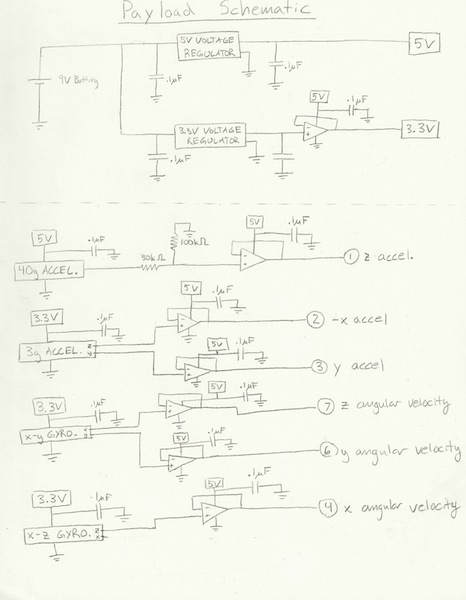 Payload Schematic
5V VOLTAGE
REGULATOR
5V
9V Battery
.1μF
.1μF
5V
.1μF
3.3V VOLTAGE
REGULATOR
3.3V
.1μF
5V
.1μF
100kΩ
5V
.1μF
40g ACCEL.
50kΩ
1 z accel.
5V
.1μF
3.3V
.1μF
2 -x accel
3g ACCEL.
5V
.1μF
3 y accel
5V
.1μF
3.3V
.1μF
7 z angular velocity
x-y GYRO.
5V
.1μF
6 y angular velocity
5V
.1μF
3.3V
.1μF
4 x angular velocity
x-z GYRO.